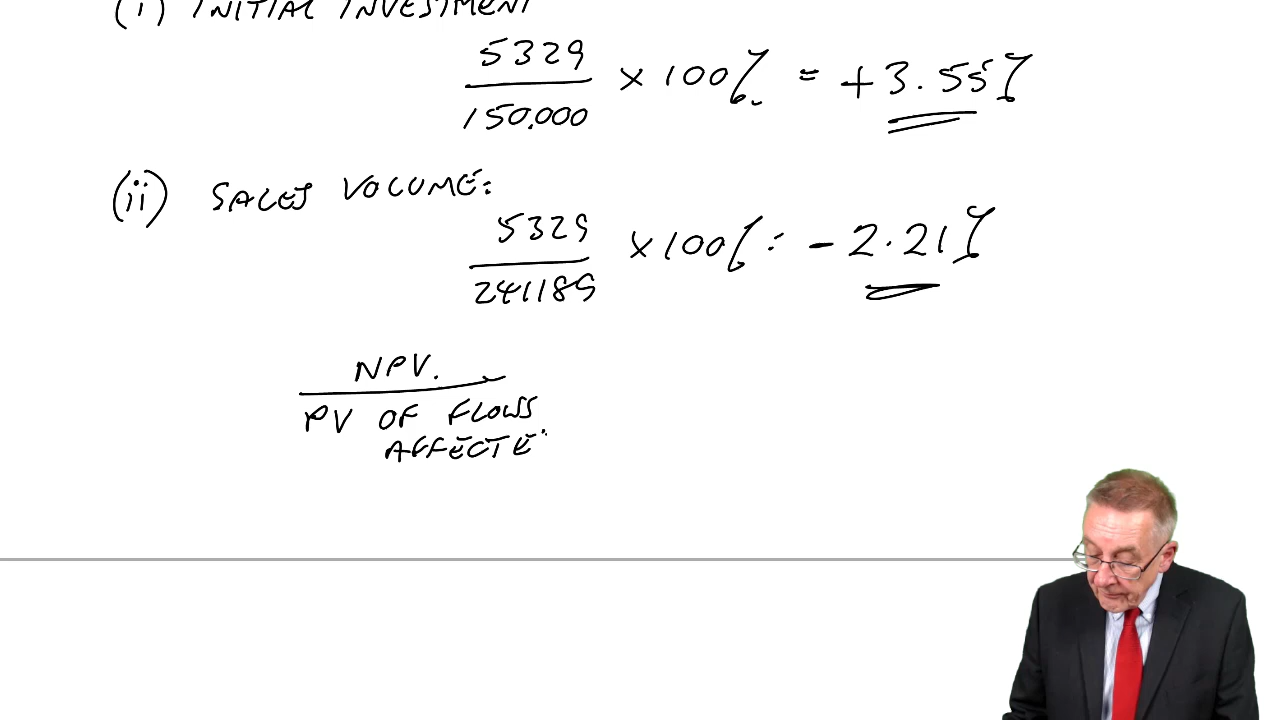 (i) INITIAL INVESTMENT
5329
150,000
× 100% = +3.55%
(ii) SALES VOLUME:
5329
241189
× 100% = - 2.21%
NPV.
PV OF FLOWS
AFFECTE